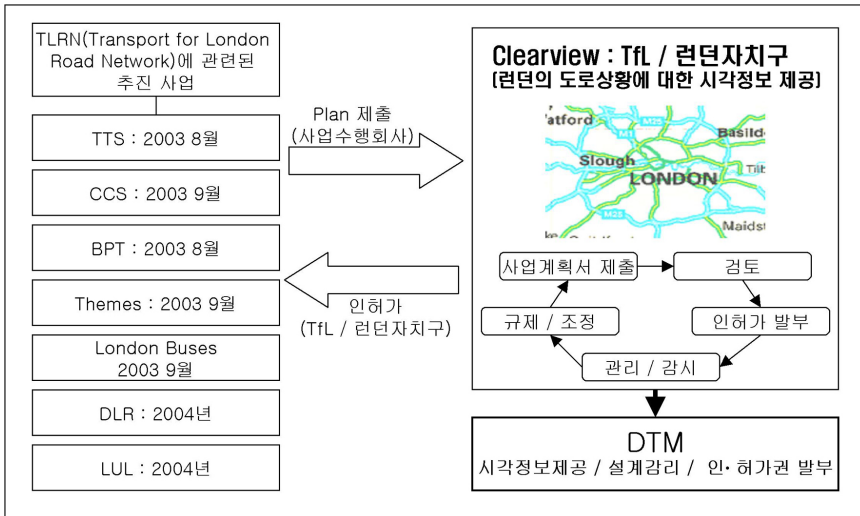 TLRN(Transport for London
Road Network)에 관련된
추진 사업
TTS : 2003 8월
CCS : 2003 9월
BPT : 2003 8월
Themes : 2003 9월
London Buses
2003 9월
DLR : 2004년
LUL : 2004년
Plan 제출
(사업수행회사)
인허가
(TfL / 런던자치구)
Clearview : TfL / 런던자치구
(런던의 도로상황에 대한 시각정보 제공)
atford
M25
M1
Basild
Slough
LONDON
Tilb
M25
Maidst
사업계획서 제출
검토
규제 / 조정
인허가 발부
관리 / 감시
DTM
시각정보제공 / 설계감리 / 인·허가권 발부